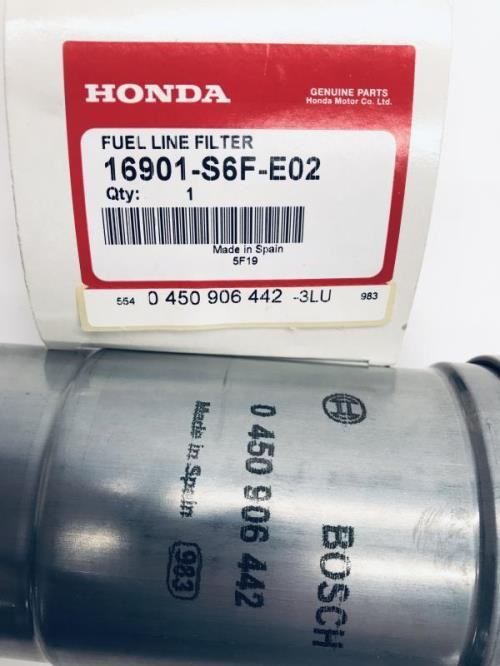 HONDA
GENUINE PARTS
Honda Motor Co. Ltd.
FUEL LINE FILTER
16901-S6F-E02
Qty: 1
Made in Spain
5F19
554 0 450 906 442 -3LU 983
BOSCH
0 450 906 442
Made in Spain 983